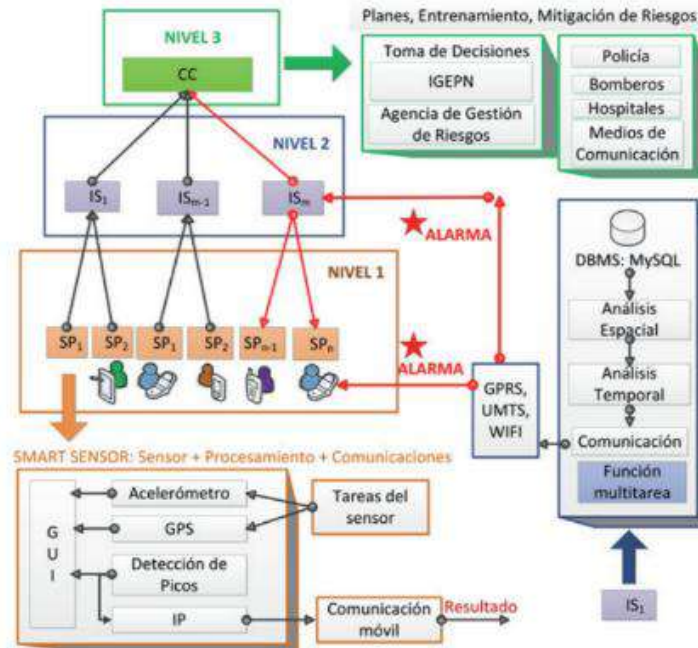 Planes, Entrenamiento, Mitigación de Riesgos
NIVEL 3
CC
Toma de Decisiones
IGEPN
Agencia de Gestión
de Riesgos
Policía
Bomberos
Hospitales
Medios de
Comunicación
NIVEL 2
IS1
ISm-1
ISm
ALARMA
NIVEL 1
SP1
SP2
SP1
SP2
SPn-1
SPn
ALARMA
GPRS,
UMTS,
WIFI
DBMS: MySQL
Análisis
Espacial
Análisis
Temporal
Comunicación
Función
multitarea
IS1
SMART SENSOR: Sensor + Procesamiento + Comunicaciones
G
U
I
Acelerómetro
GPS
Detección de
Picos
IP
Tareas del
sensor
Comunicación
móvil
Resultado